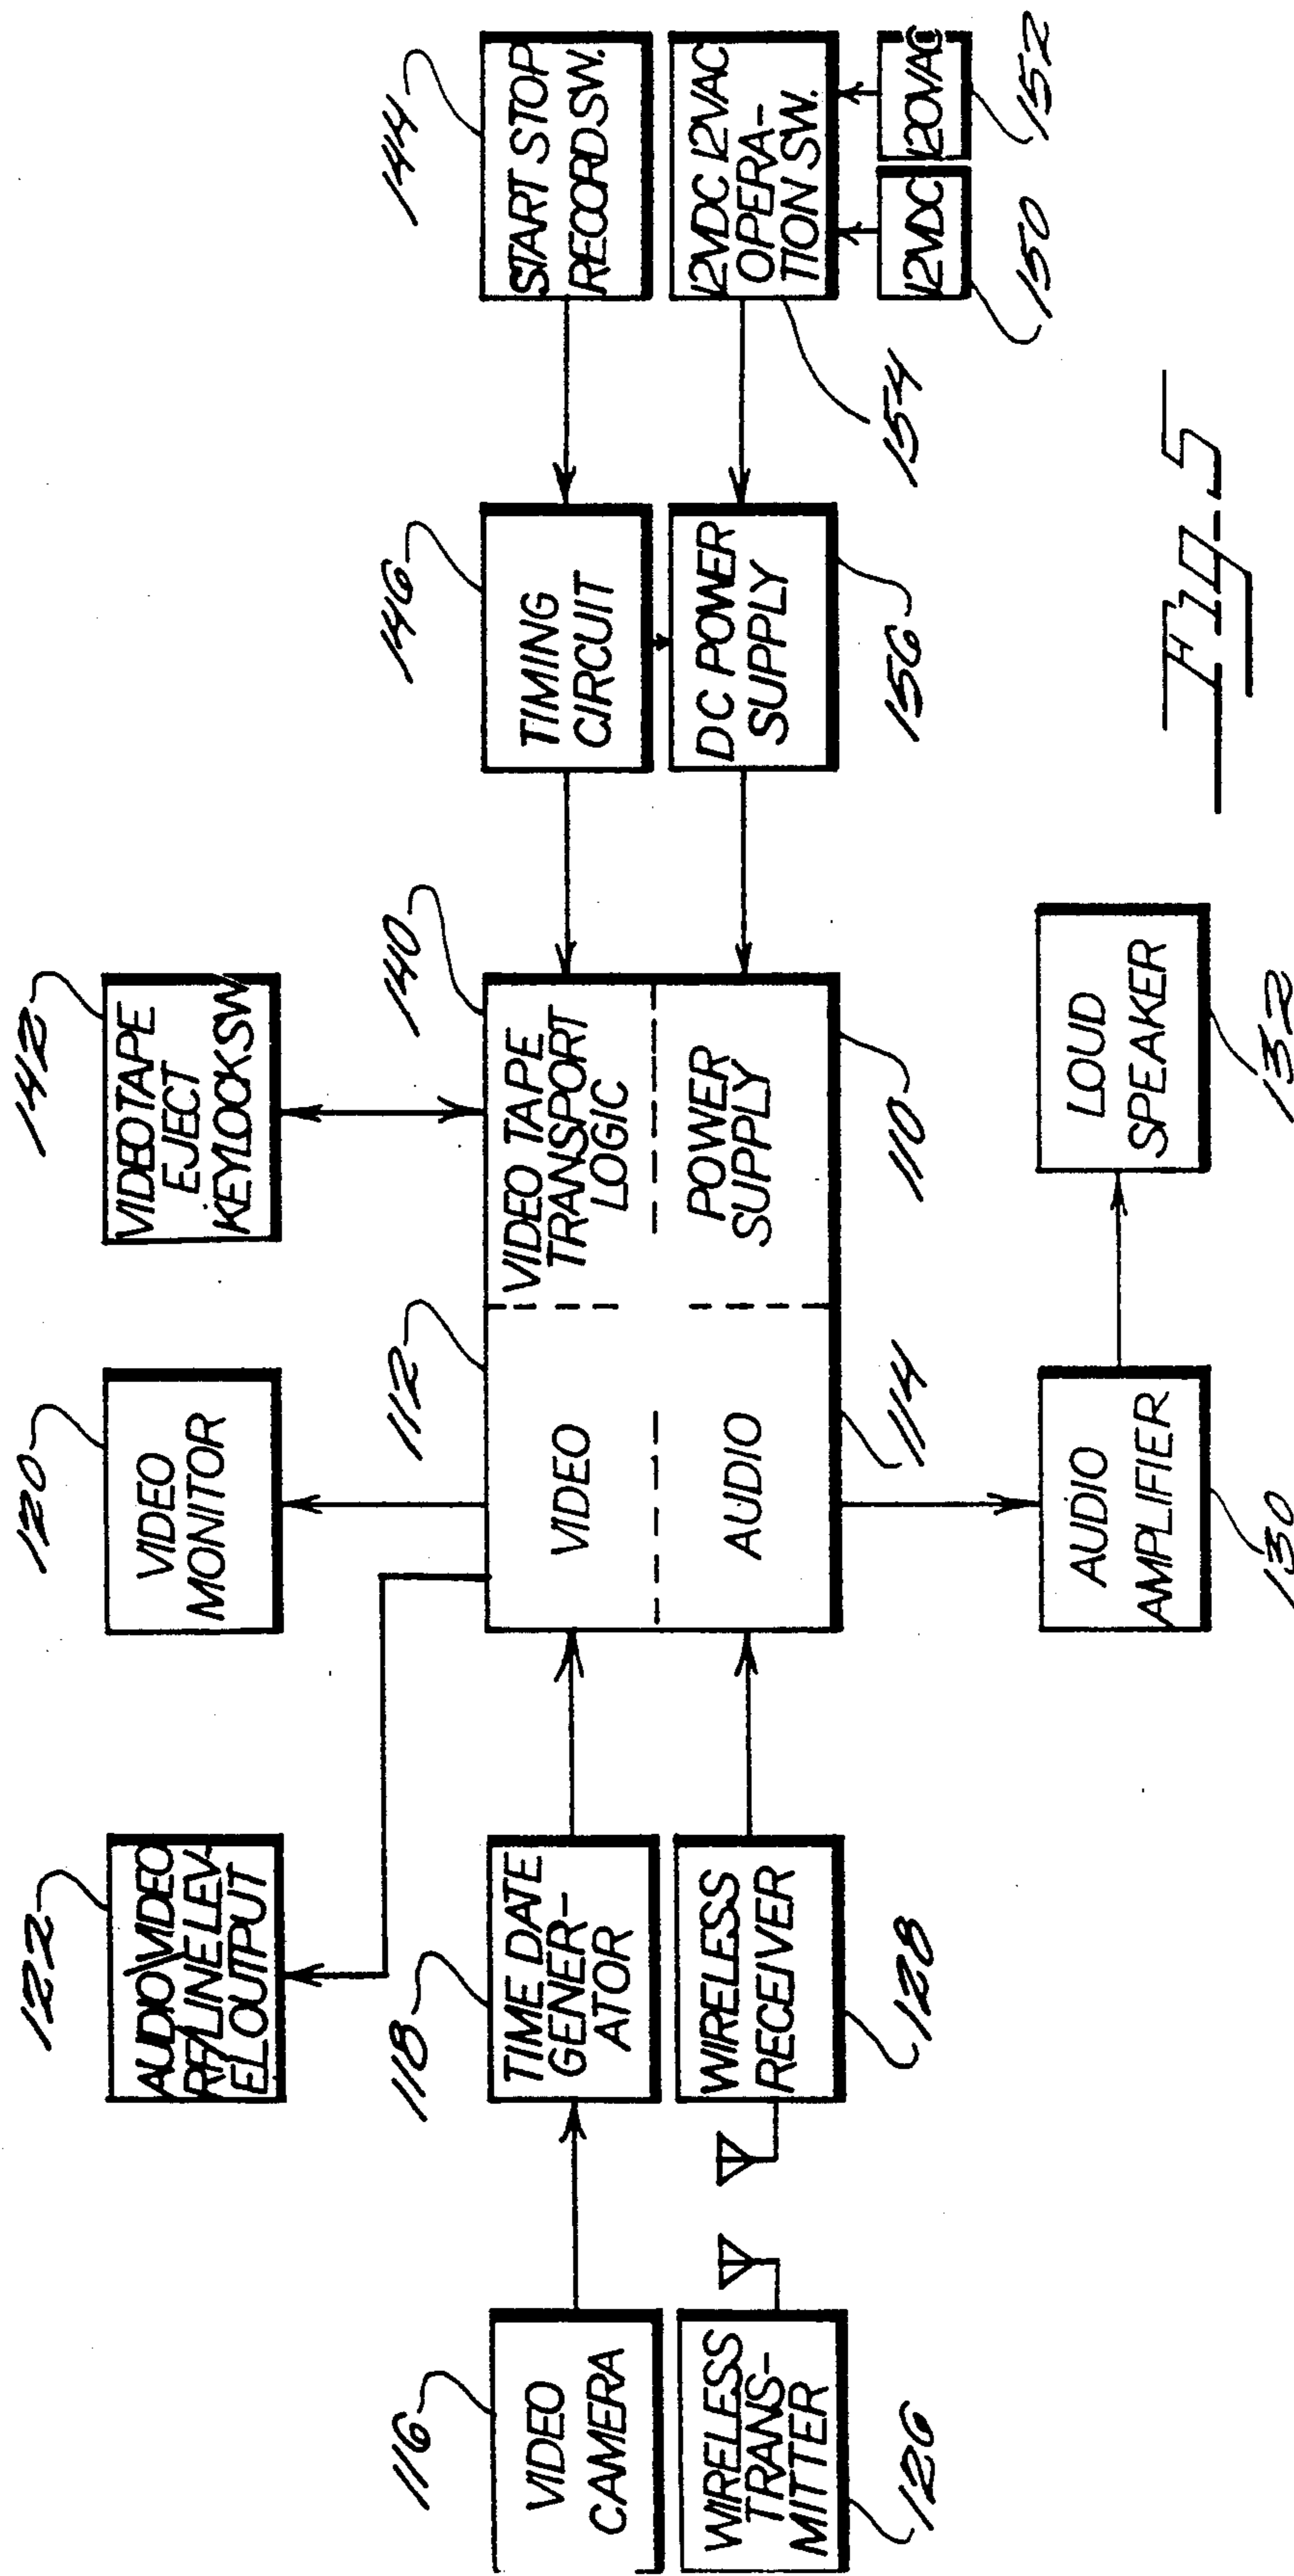 122
AUDIO\VIDEO
RF/LINE LEV-
EL OUTPUT
120
VIDEO
MONITOR
142
VIDEO TAPE
EJECT
KEYLOCK SW
116
VIDEO
CAMERA
118
TIME DATE
GENER-
ATOR
112
VIDEO
140
VIDEO TAPE
TRANSPORT
LOGIC
146
TIMING
CIRCUIT
144
START STOP
RECORD SW.
WIRELESS
TRANS-
MITTER
126
WIRELESS
RECEIVER
128
AUDIO
114
POWER
SUPPLY
110
DC POWER
SUPPLY
156
12VDC 12VAC
OPERA-
TION SW.
154
12VDC
150
120VAC
152
AUDIO
AMPLIFIER
130
LOUD
SPEAKER
132
Fig-5